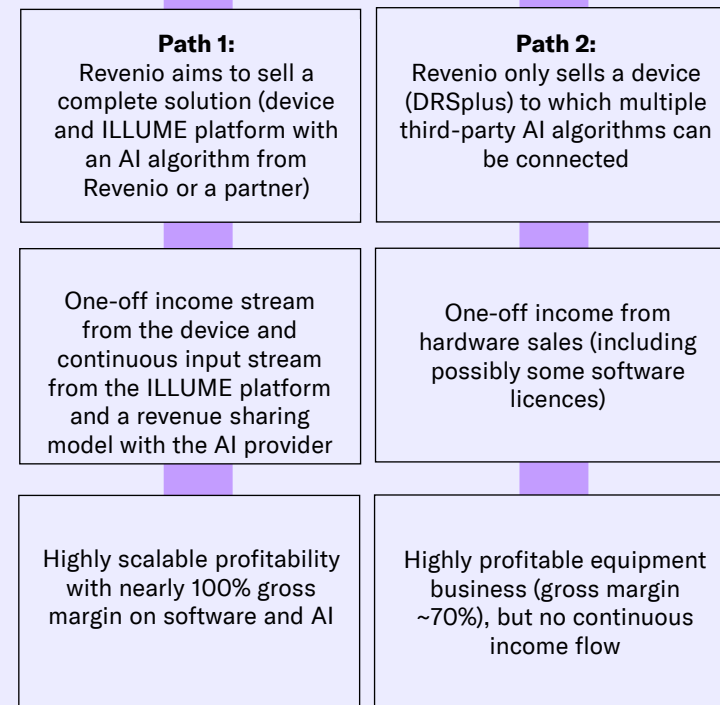 Path 1:
Revenio aims to sell a
complete solution (device
and ILLUME platform with
an AI algorithm from
Revenio or a partner)
Path 2:
Revenio only sells a device
(DRSplus) to which multiple
third-party AI algorithms can
be connected
One-off income stream
from the device and
continuous input stream
from the ILLUME platform
and a revenue sharing
model with the AI provider
One-off income from
hardware sales (including
possibly some software
licences)
Highly scalable profitability
with nearly 100% gross
margin on software and AI
Highly profitable equipment
business (gross margin
~70%), but no continuous
income flow